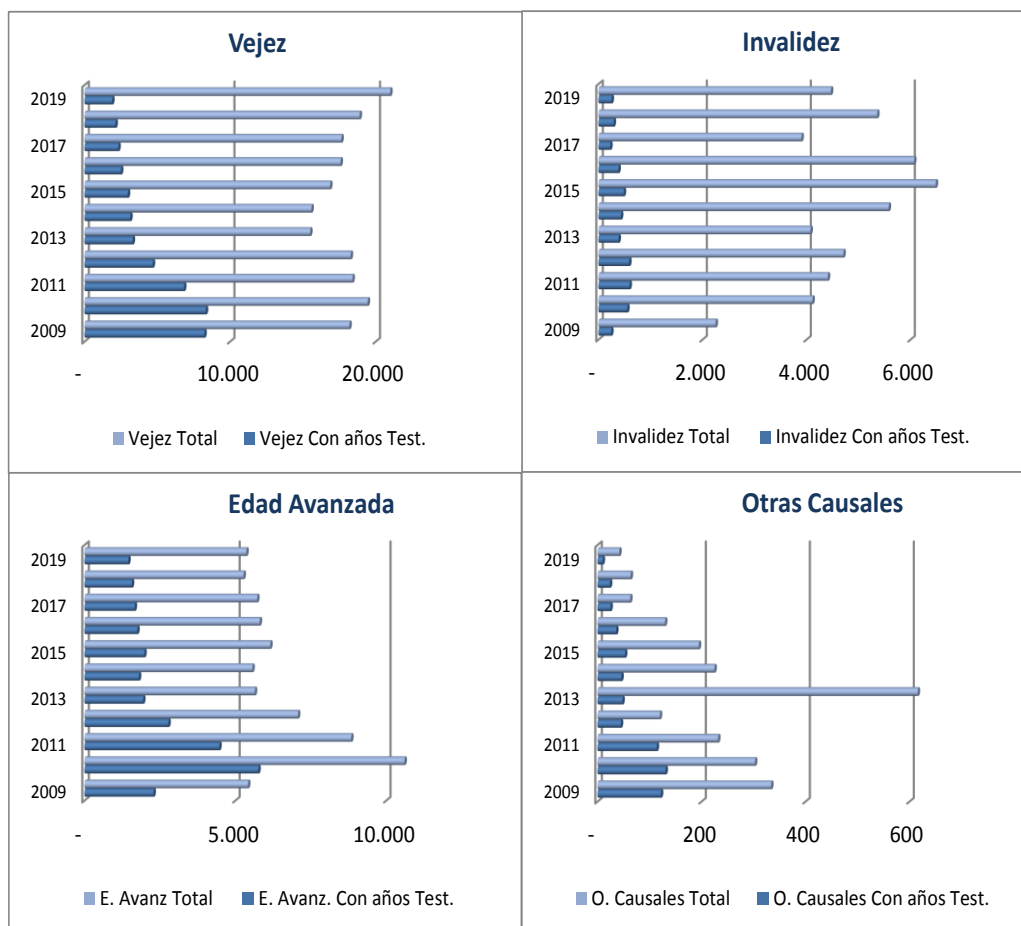 Vejez
2019
2017
2015
2013
2011
2009
- 10.000 20.000
Vejez Total Vejez Con años Test.
Invalidez
2019
2017
2015
2013
2011
2009
- 2.000 4.000 6.000
Invalidez Total Invalidez Con años Test.
Edad Avanzada
2019
2017
2015
2013
2011
2009
- 5.000 10.000
E. Avanz Total E. Avanz. Con años Test.
Otras Causales
2019
2017
2015
2013
2011
2009
- 200 400 600
O. Causales Total O. Causales Con años Test.